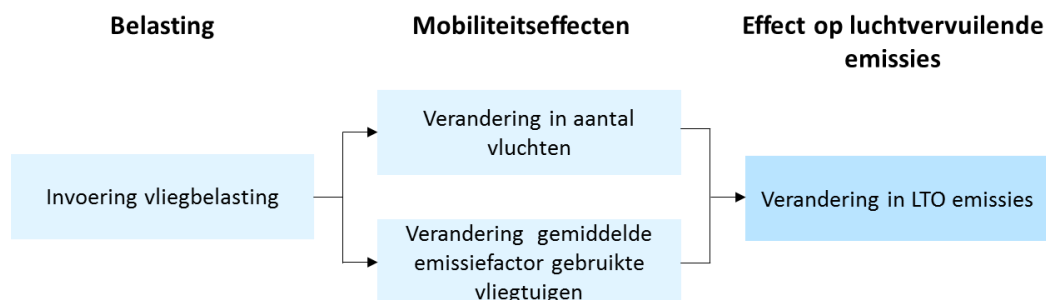 Belasting
Mobiliteitseffecten
Effect op luchtvervuilende
emissies
Invoering vliegbelasting
Verandering in aantal
vluchten
Verandering gemiddelde
emissiefactor gebruikte
vliegtuigen
Verandering in LTO emissies